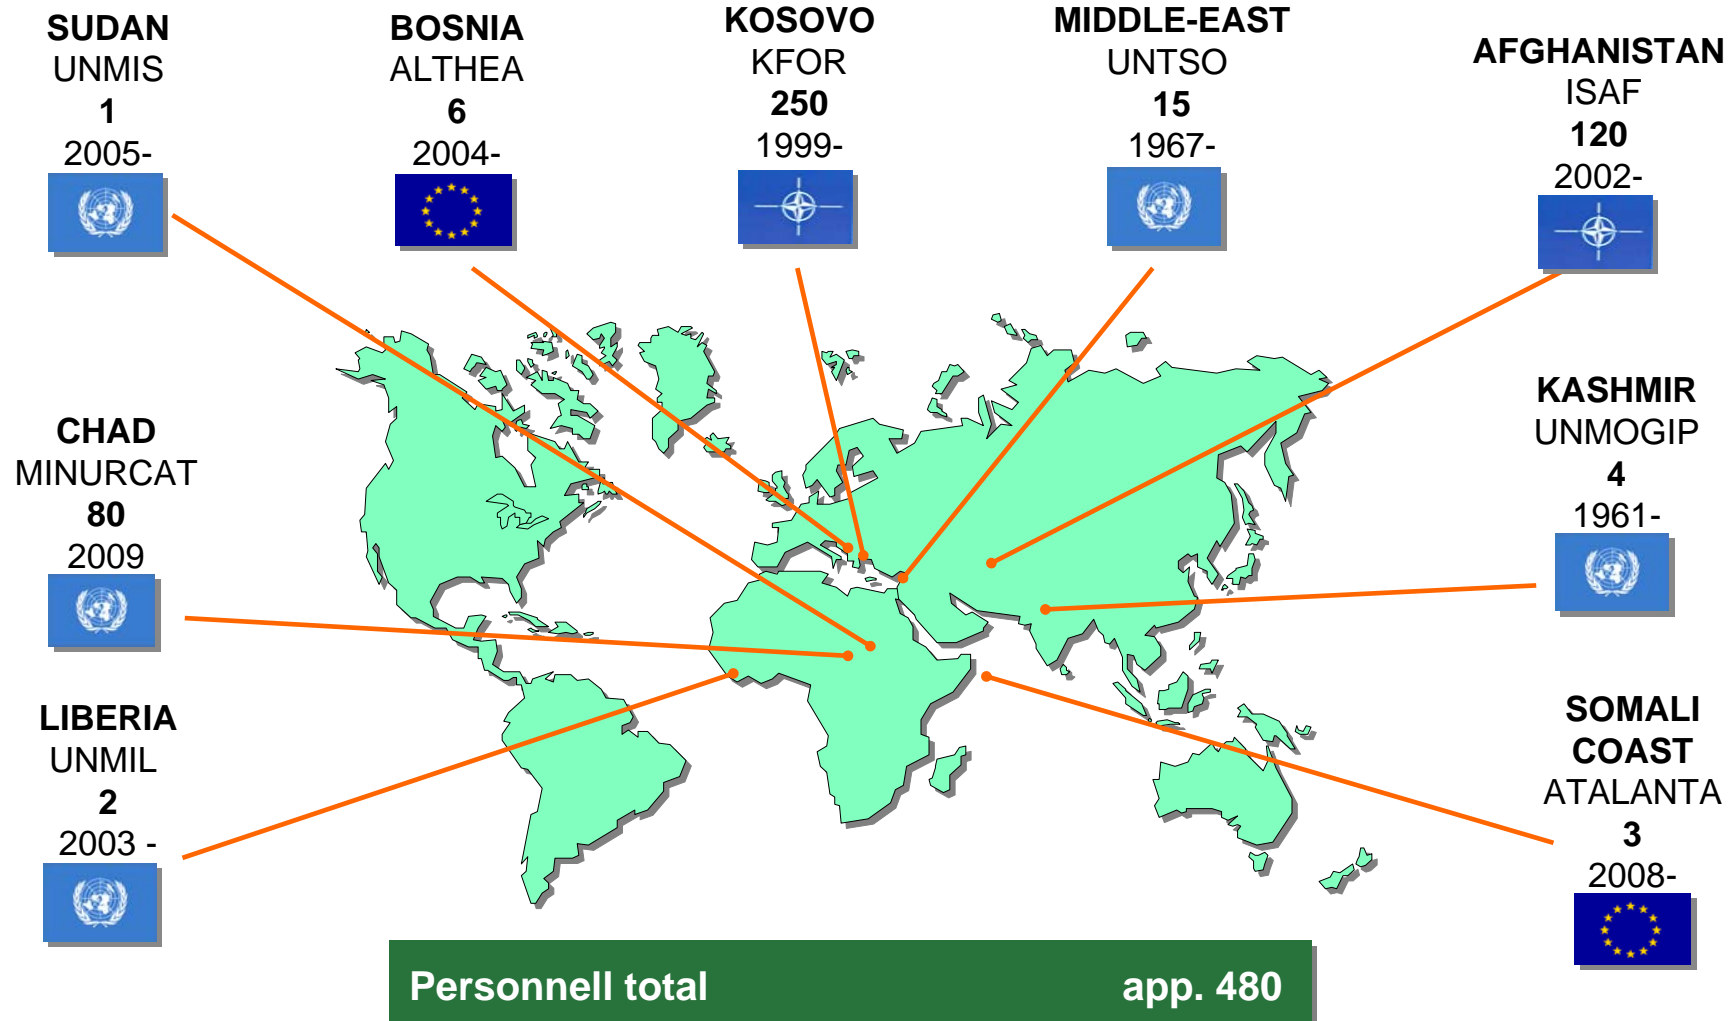 SUDAN
UNMIS
1
2005-
BOSNIA
ALTHEA
6
2004-
KOSOVO
KFOR
250
1999-
MIDDLE-EAST
UNTSO
15
1967-
AFGHANISTAN
ISAF
120
2002-
CHAD
MINURCAT
80
2009
KASHMIR
UNMOGIP
4
1961-
LIBERIA
UNMIL
2
2003 -
SOMALI
COAST
ATALANTA
3
2008-
Personnell total app. 480